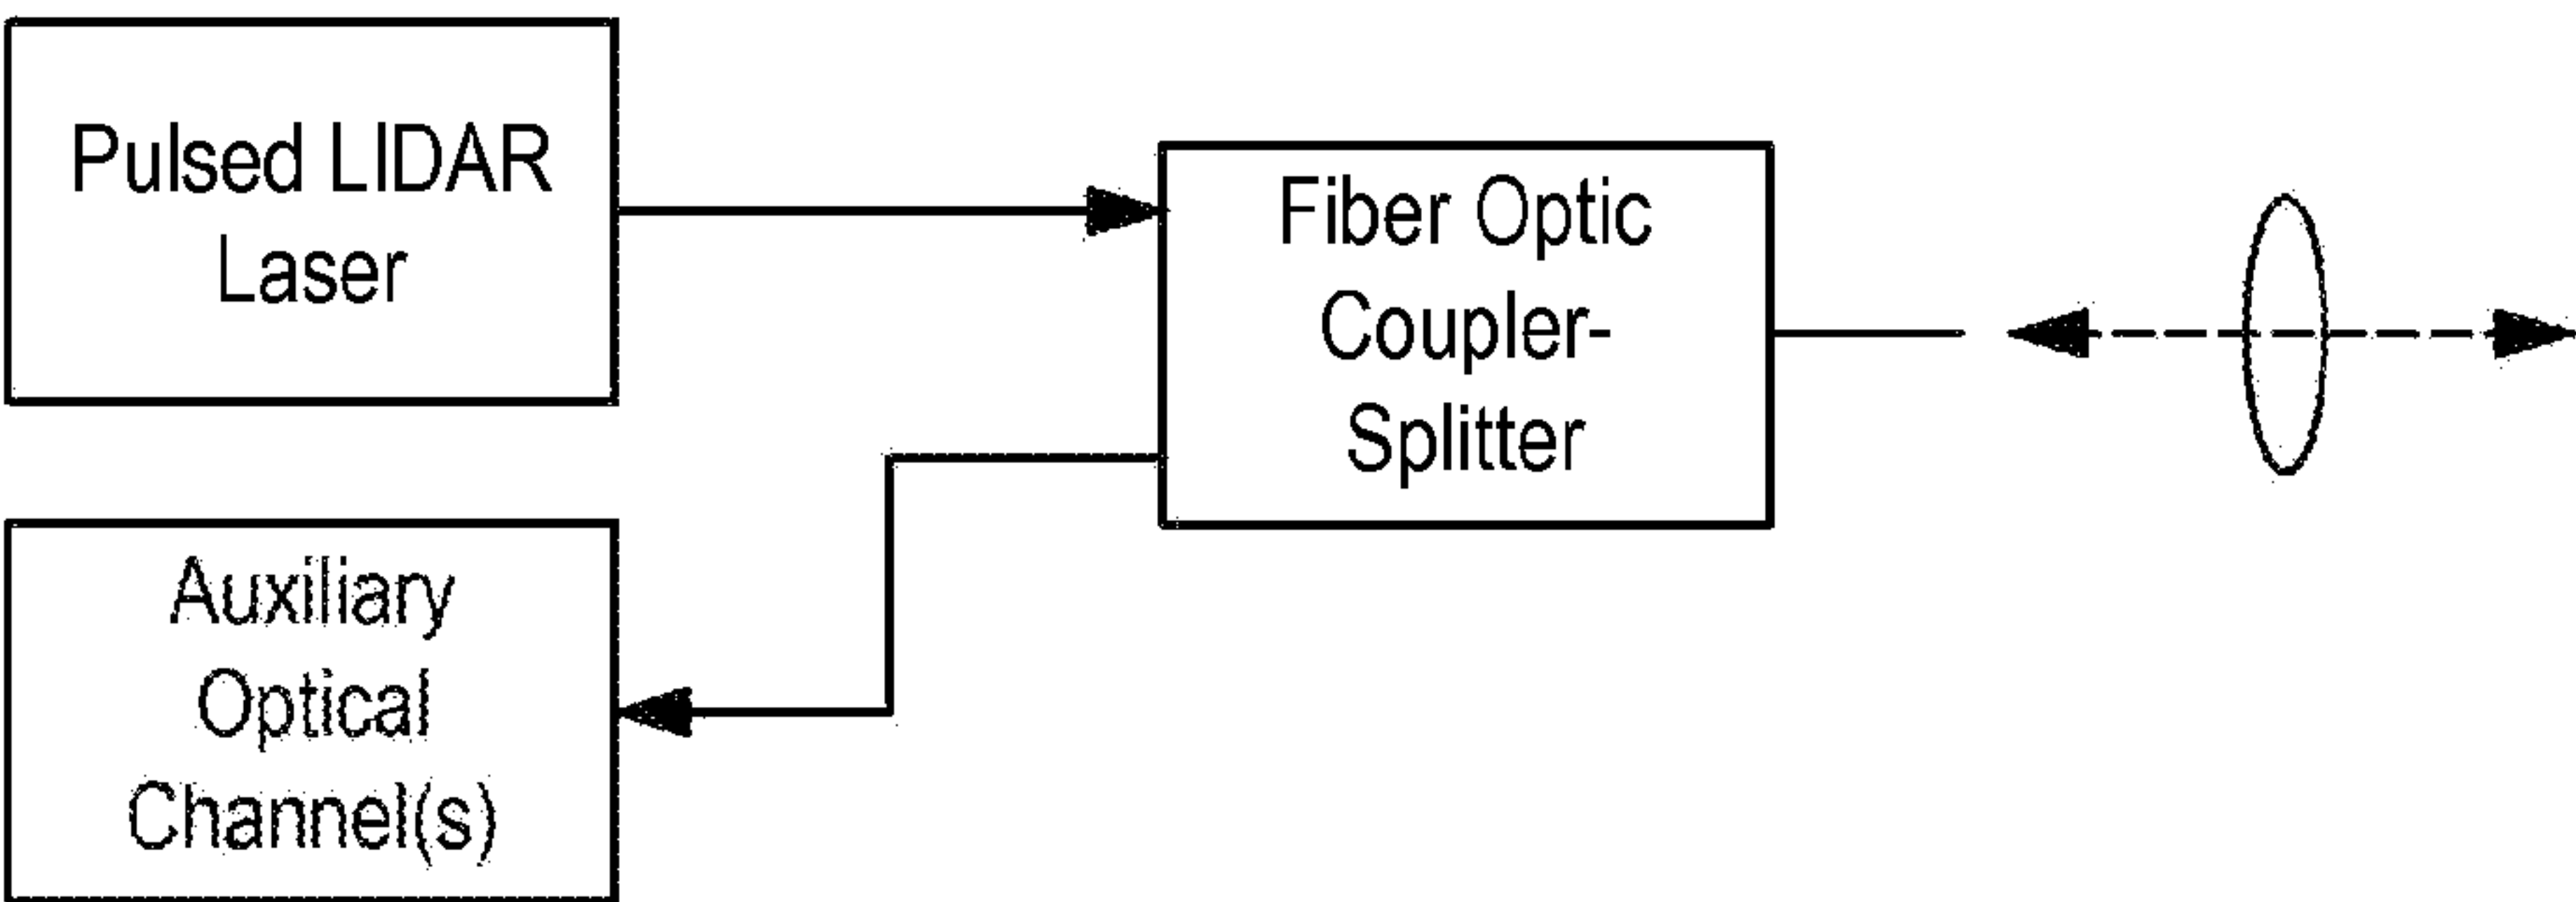 Pulsed LIDAR
Laser
Fiber Optic
Coupler-
Splitter
Auxiliary
Optical
Channel(s)